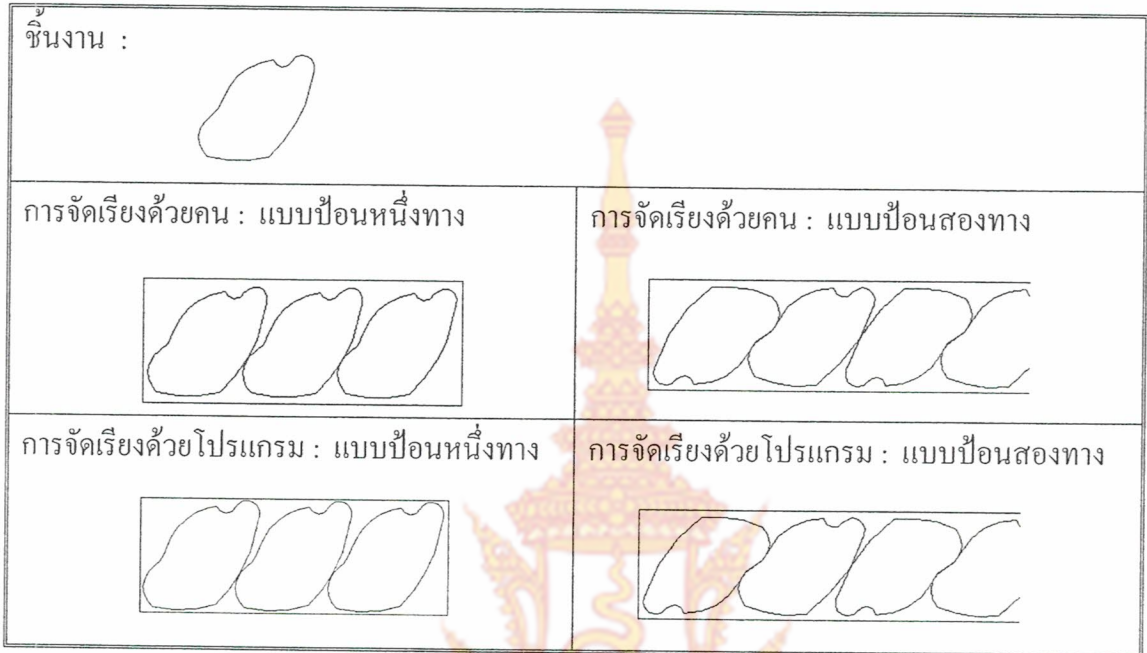 ชิ้นงาน :
การจัดเรียงด้วยคน : แบบป้อนหนึ่งทาง
การจัดเรียงด้วยคน : แบบป้อนสองทาง
การจัดเรียงด้วยโปรแกรม : แบบป้อนหนึ่งทาง
การจัดเรียงด้วยโปรแกรม : แบบป้อนสองทาง